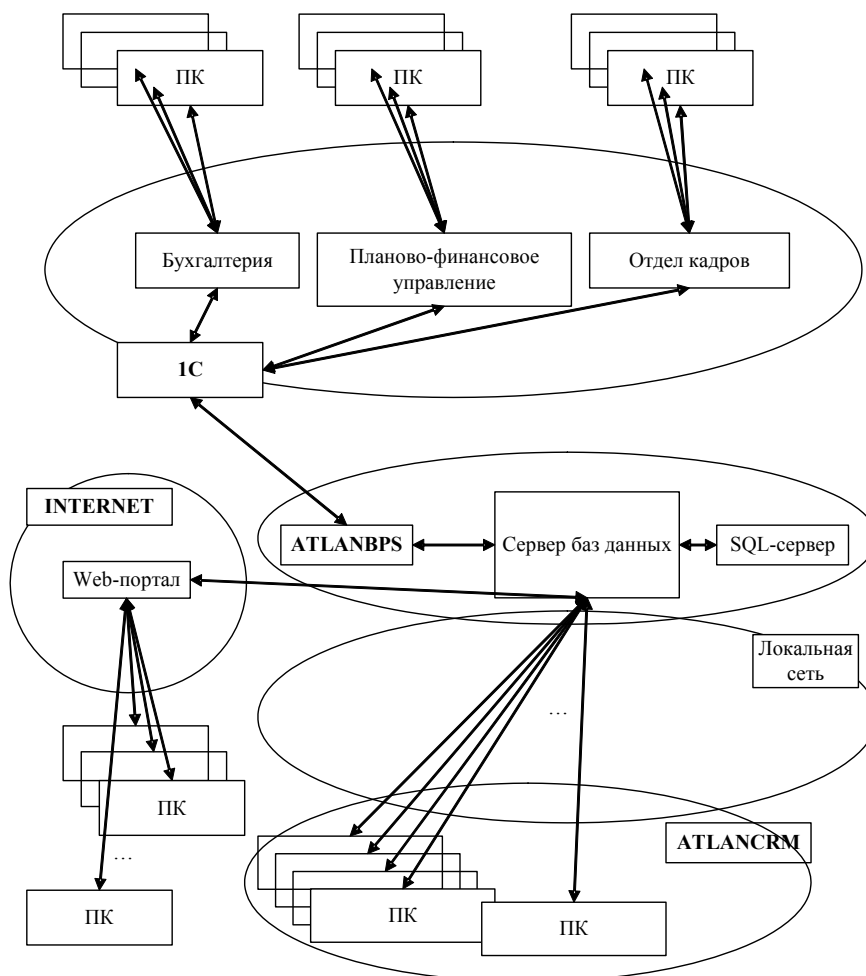 ПК
ПК
ПК
Бухгалтерия
Планово-финансовое
управление
Отдел кадров
1С
INTERNET
ATLANBPS
Сервер баз данных
SQL-сервер
Web-портал
Локальная
сеть
…
ПК
…
ATLANCRM
ПК
ПК
ПК